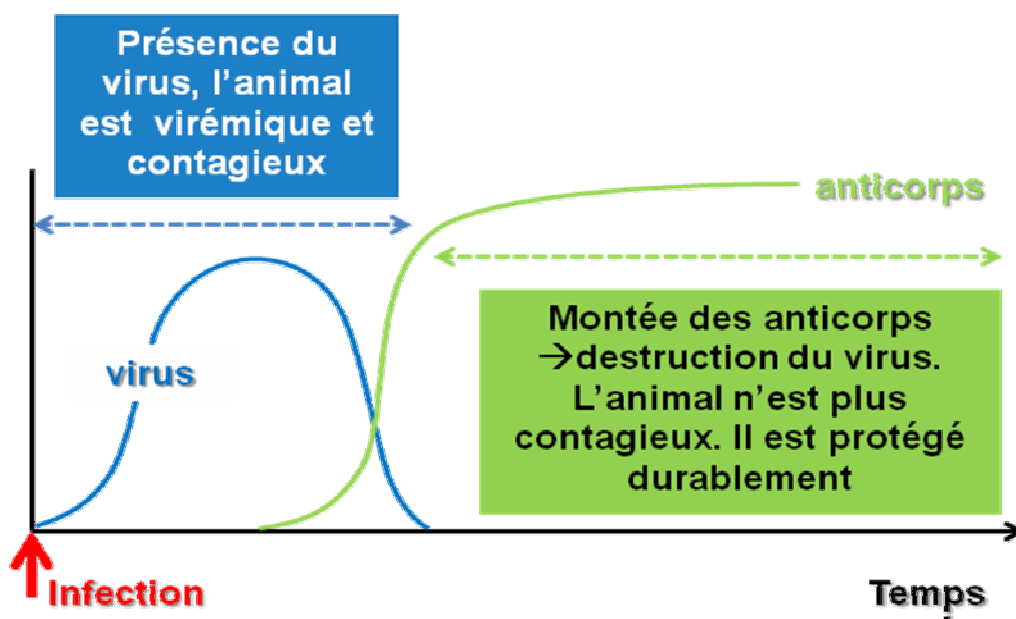 Présence du
virus, l'animal
est virémique et
contagieux
anticorps
virus
Montée des anticorps
→destruction du virus.
L'animal n'est plus
contagieux. Il est protégé
durablement
Infection
Temps